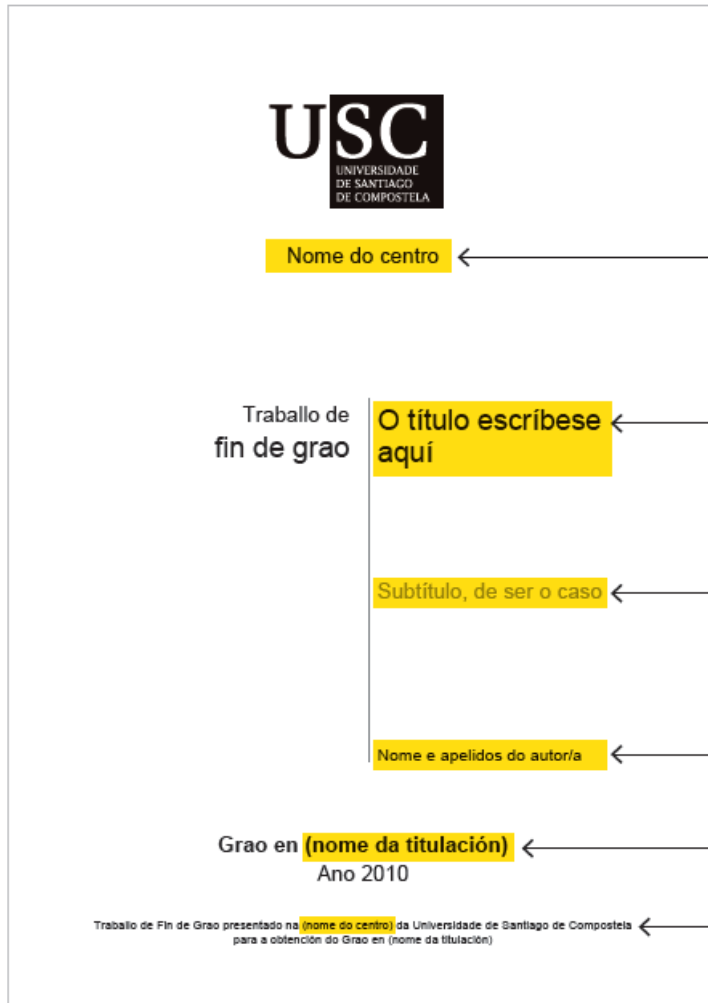 USC
UNIVERSIDADE
DE SANTIAGO
DE COMPOSTELA
Nome do centro
Traballo de
fin de grao
O título escríbese
aquí
Subtítulo, de ser o caso
Nome e apelidos do autor/a
Grao en (nome da titulación)
Ano 2010
Traballo de Fin de Grao presentado na (nome do centro) da Universidade de Santiago de Compostela
para a obtención do Grao en (nome da titulación)